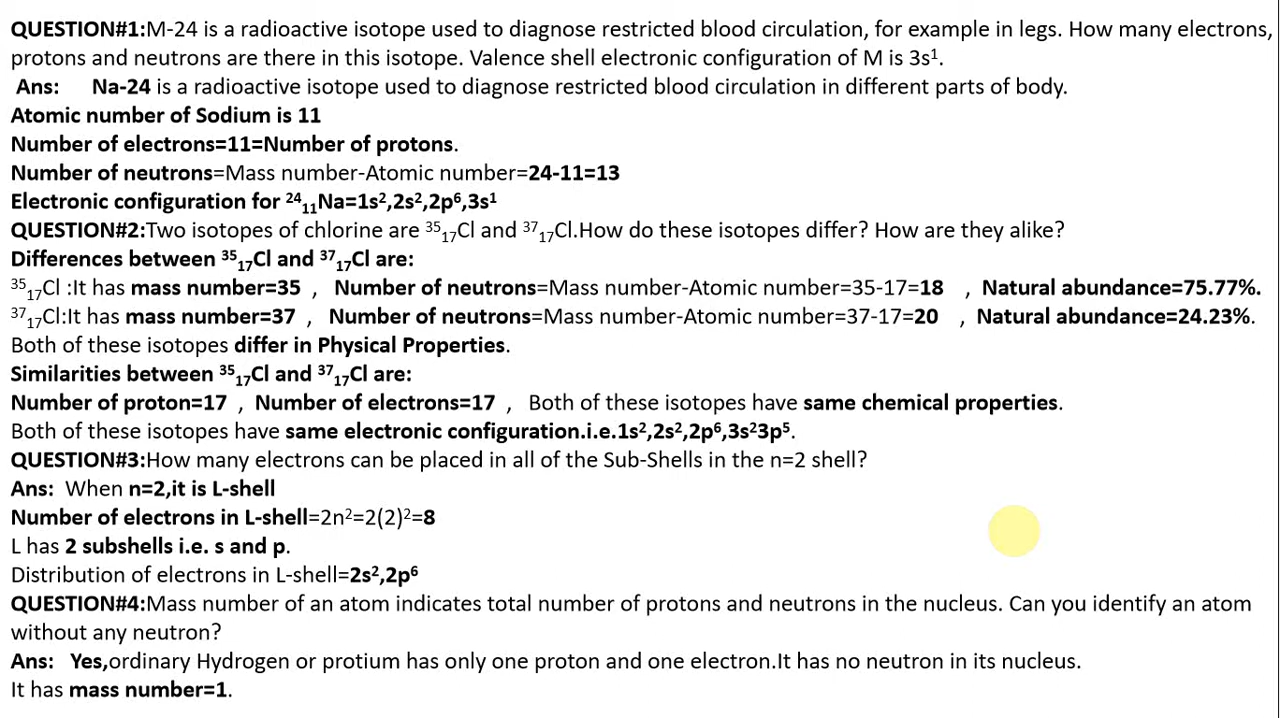 QUESTION#1:M-24 is a radioactive isotope used to diagnose restricted blood circulation, for example in legs. How many electrons,
protons and neutrons are there in this isotope. Valence shell electronic configuration of M is 3s¹.
Ans: Na-24 is a radioactive isotope used to diagnose restricted blood circulation in different parts of body.
Atomic number of Sodium is 11
Number of electrons=11=Number of protons.
Number of neutrons=Mass number-Atomic number=24-11=13
Electronic configuration for ²⁴₁₁Na=1s²,2s²,2p⁶,3s¹
QUESTION#2:Two isotopes of chlorine are ³⁵₁₇Cl and ³⁷₁₇Cl.How do these isotopes differ? How are they alike?
Differences between ³⁵₁₇Cl and ³⁷₁₇Cl are:
³⁵₁₇Cl :It has mass number=35 , Number of neutrons=Mass number-Atomic number=35-17=18 , Natural abundance=75.77%.
³⁷₁₇Cl:It has mass number=37 , Number of neutrons=Mass number-Atomic number=37-17=20 , Natural abundance=24.23%.
Both of these isotopes differ in Physical Properties.
Similarities between ³⁵₁₇Cl and ³⁷₁₇Cl are:
Number of proton=17 , Number of electrons=17 , Both of these isotopes have same chemical properties.
Both of these isotopes have same electronic configuration.i.e.1s²,2s²,2p⁶,3s²3p⁵.
QUESTION#3:How many electrons can be placed in all of the Sub-Shells in the n=2 shell?
Ans: When n=2,it is L-shell
Number of electrons in L-shell=2n²=2(2)²=8
L has 2 subshells i.e. s and p.
Distribution of electrons in L-shell=2s²,2p⁶
QUESTION#4:Mass number of an atom indicates total number of protons and neutrons in the nucleus. Can you identify an atom
without any neutron?
Ans: Yes,ordinary Hydrogen or protium has only one proton and one electron.It has no neutron in its nucleus.
It has mass number=1.